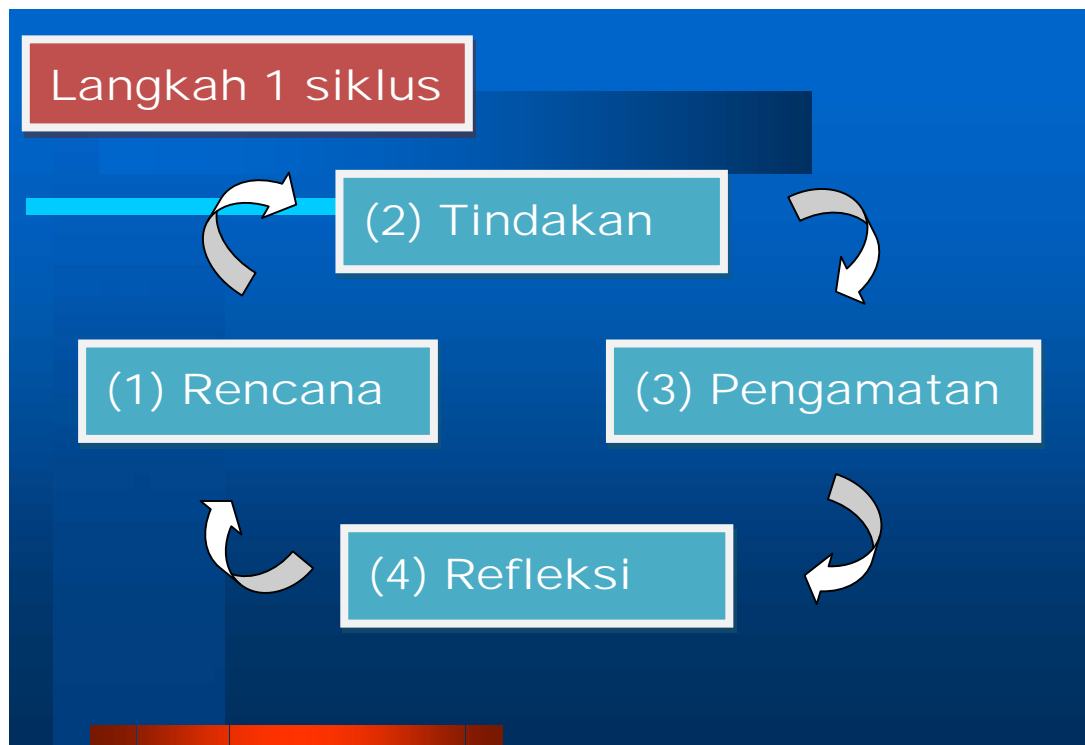 Langkah 1 siklus
(2) Tindakan
(1) Rencana
(3) Pengamatan
(4) Refleksi